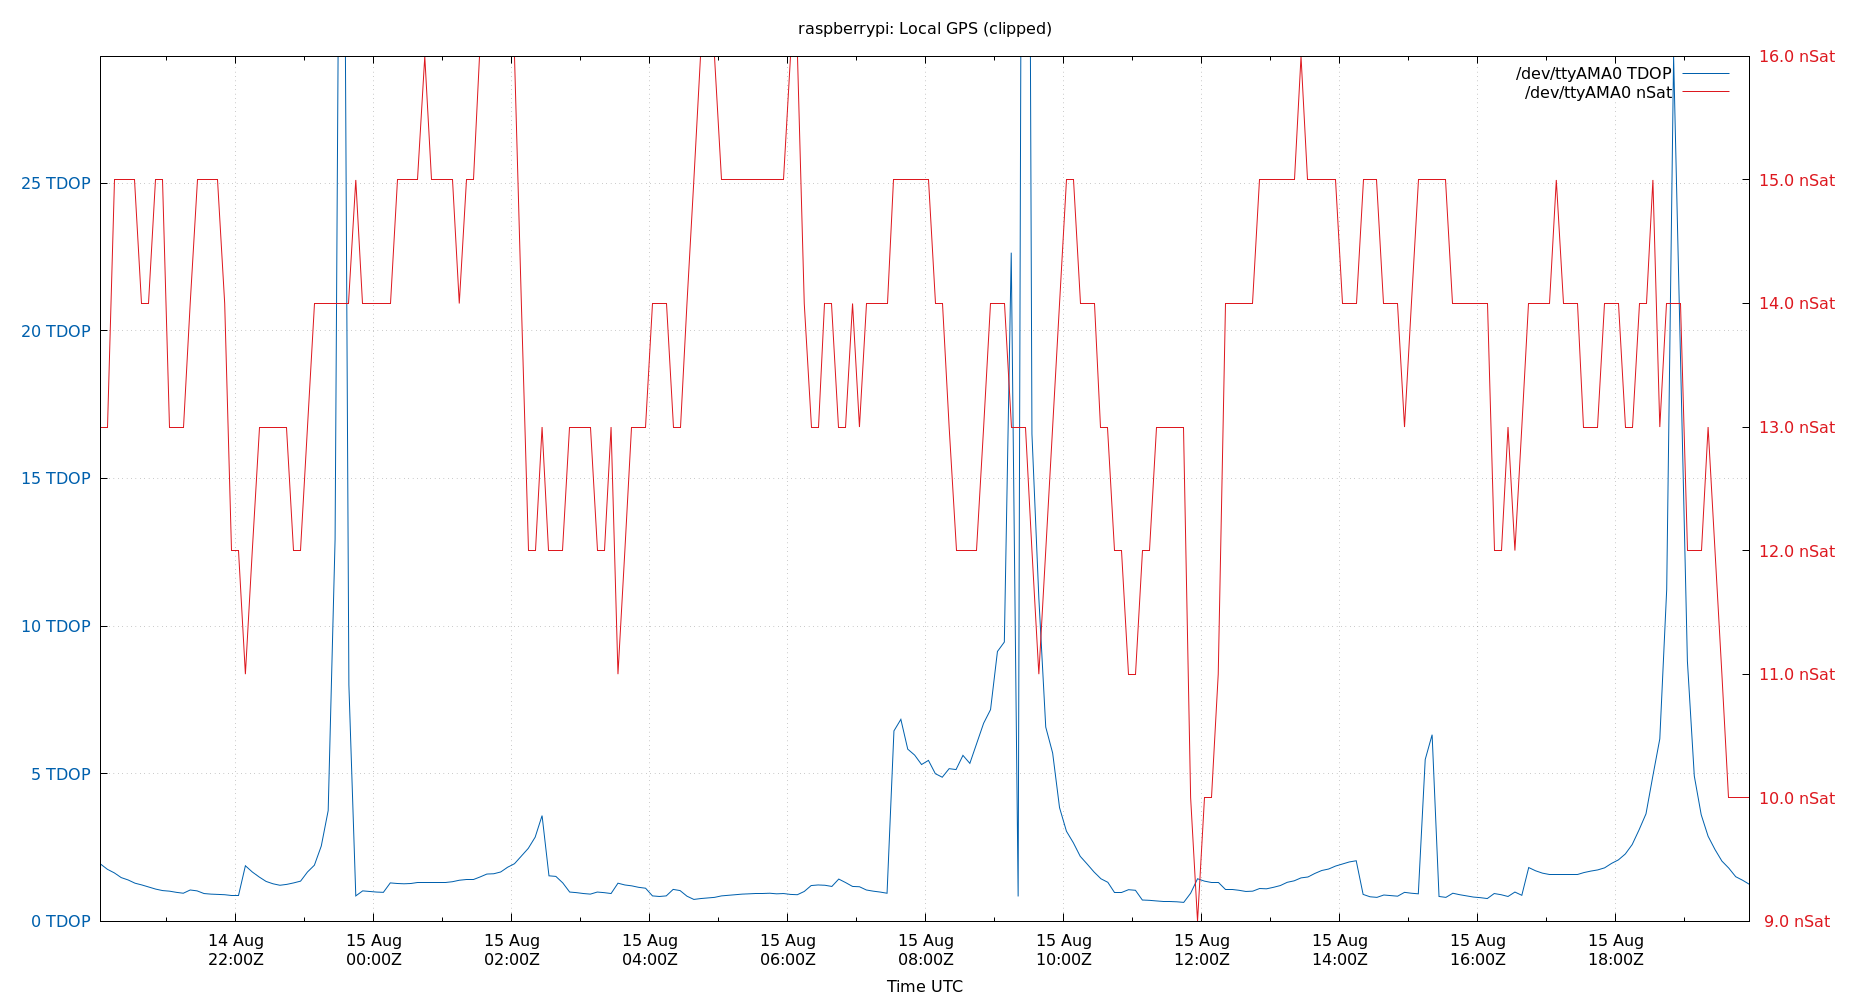 raspberrypi: Local GPS (clipped)
/dev/ttyAMA0 TDOP
/dev/ttyAMA0 nSat
25 TDOP
20 TDOP
15 TDOP
10 TDOP
5 TDOP
0 TDOP
16.0 nSat
15.0 nSat
14.0 nSat
13.0 nSat
12.0 nSat
11.0 nSat
10.0 nSat
9.0 nSat
14 Aug 15 Aug 15 Aug 15 Aug 15 Aug 15 Aug 15 Aug 15 Aug 15 Aug 15 Aug 15 Aug
22:00Z 00:00Z 02:00Z 04:00Z 06:00Z 08:00Z 10:00Z 12:00Z 14:00Z 16:00Z 18:00Z
Time UTC